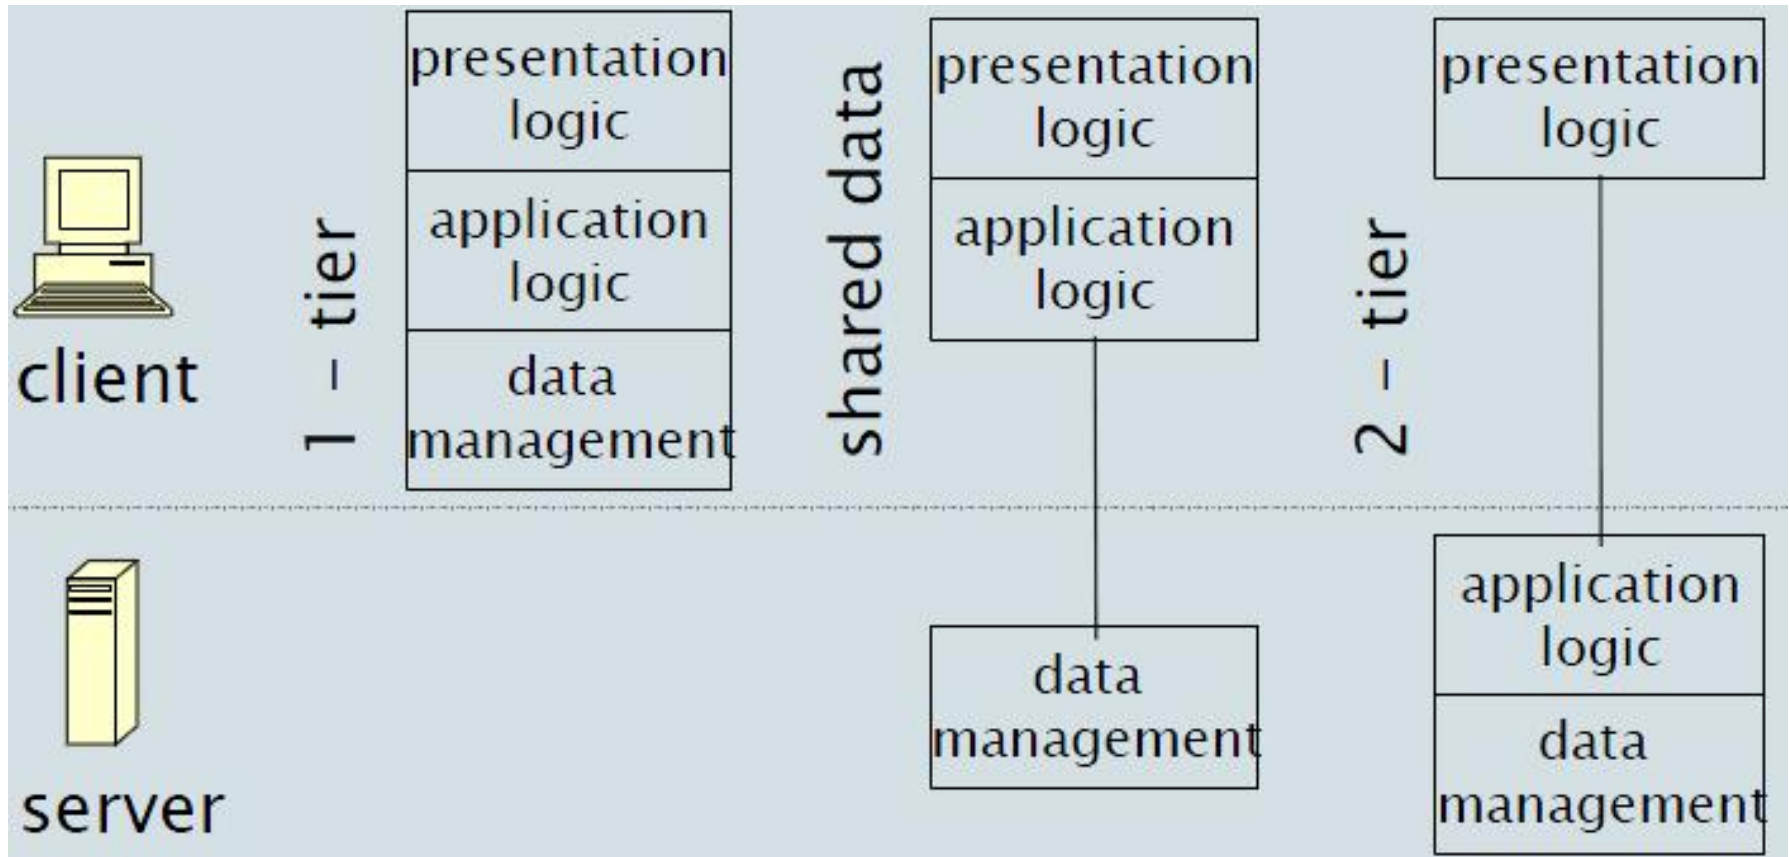 client
server
1 – tier
presentation
logic
application
logic
data
management
shared data
presentation
logic
application
logic
data
management
2 – tier
presentation
logic
application
logic
data
management